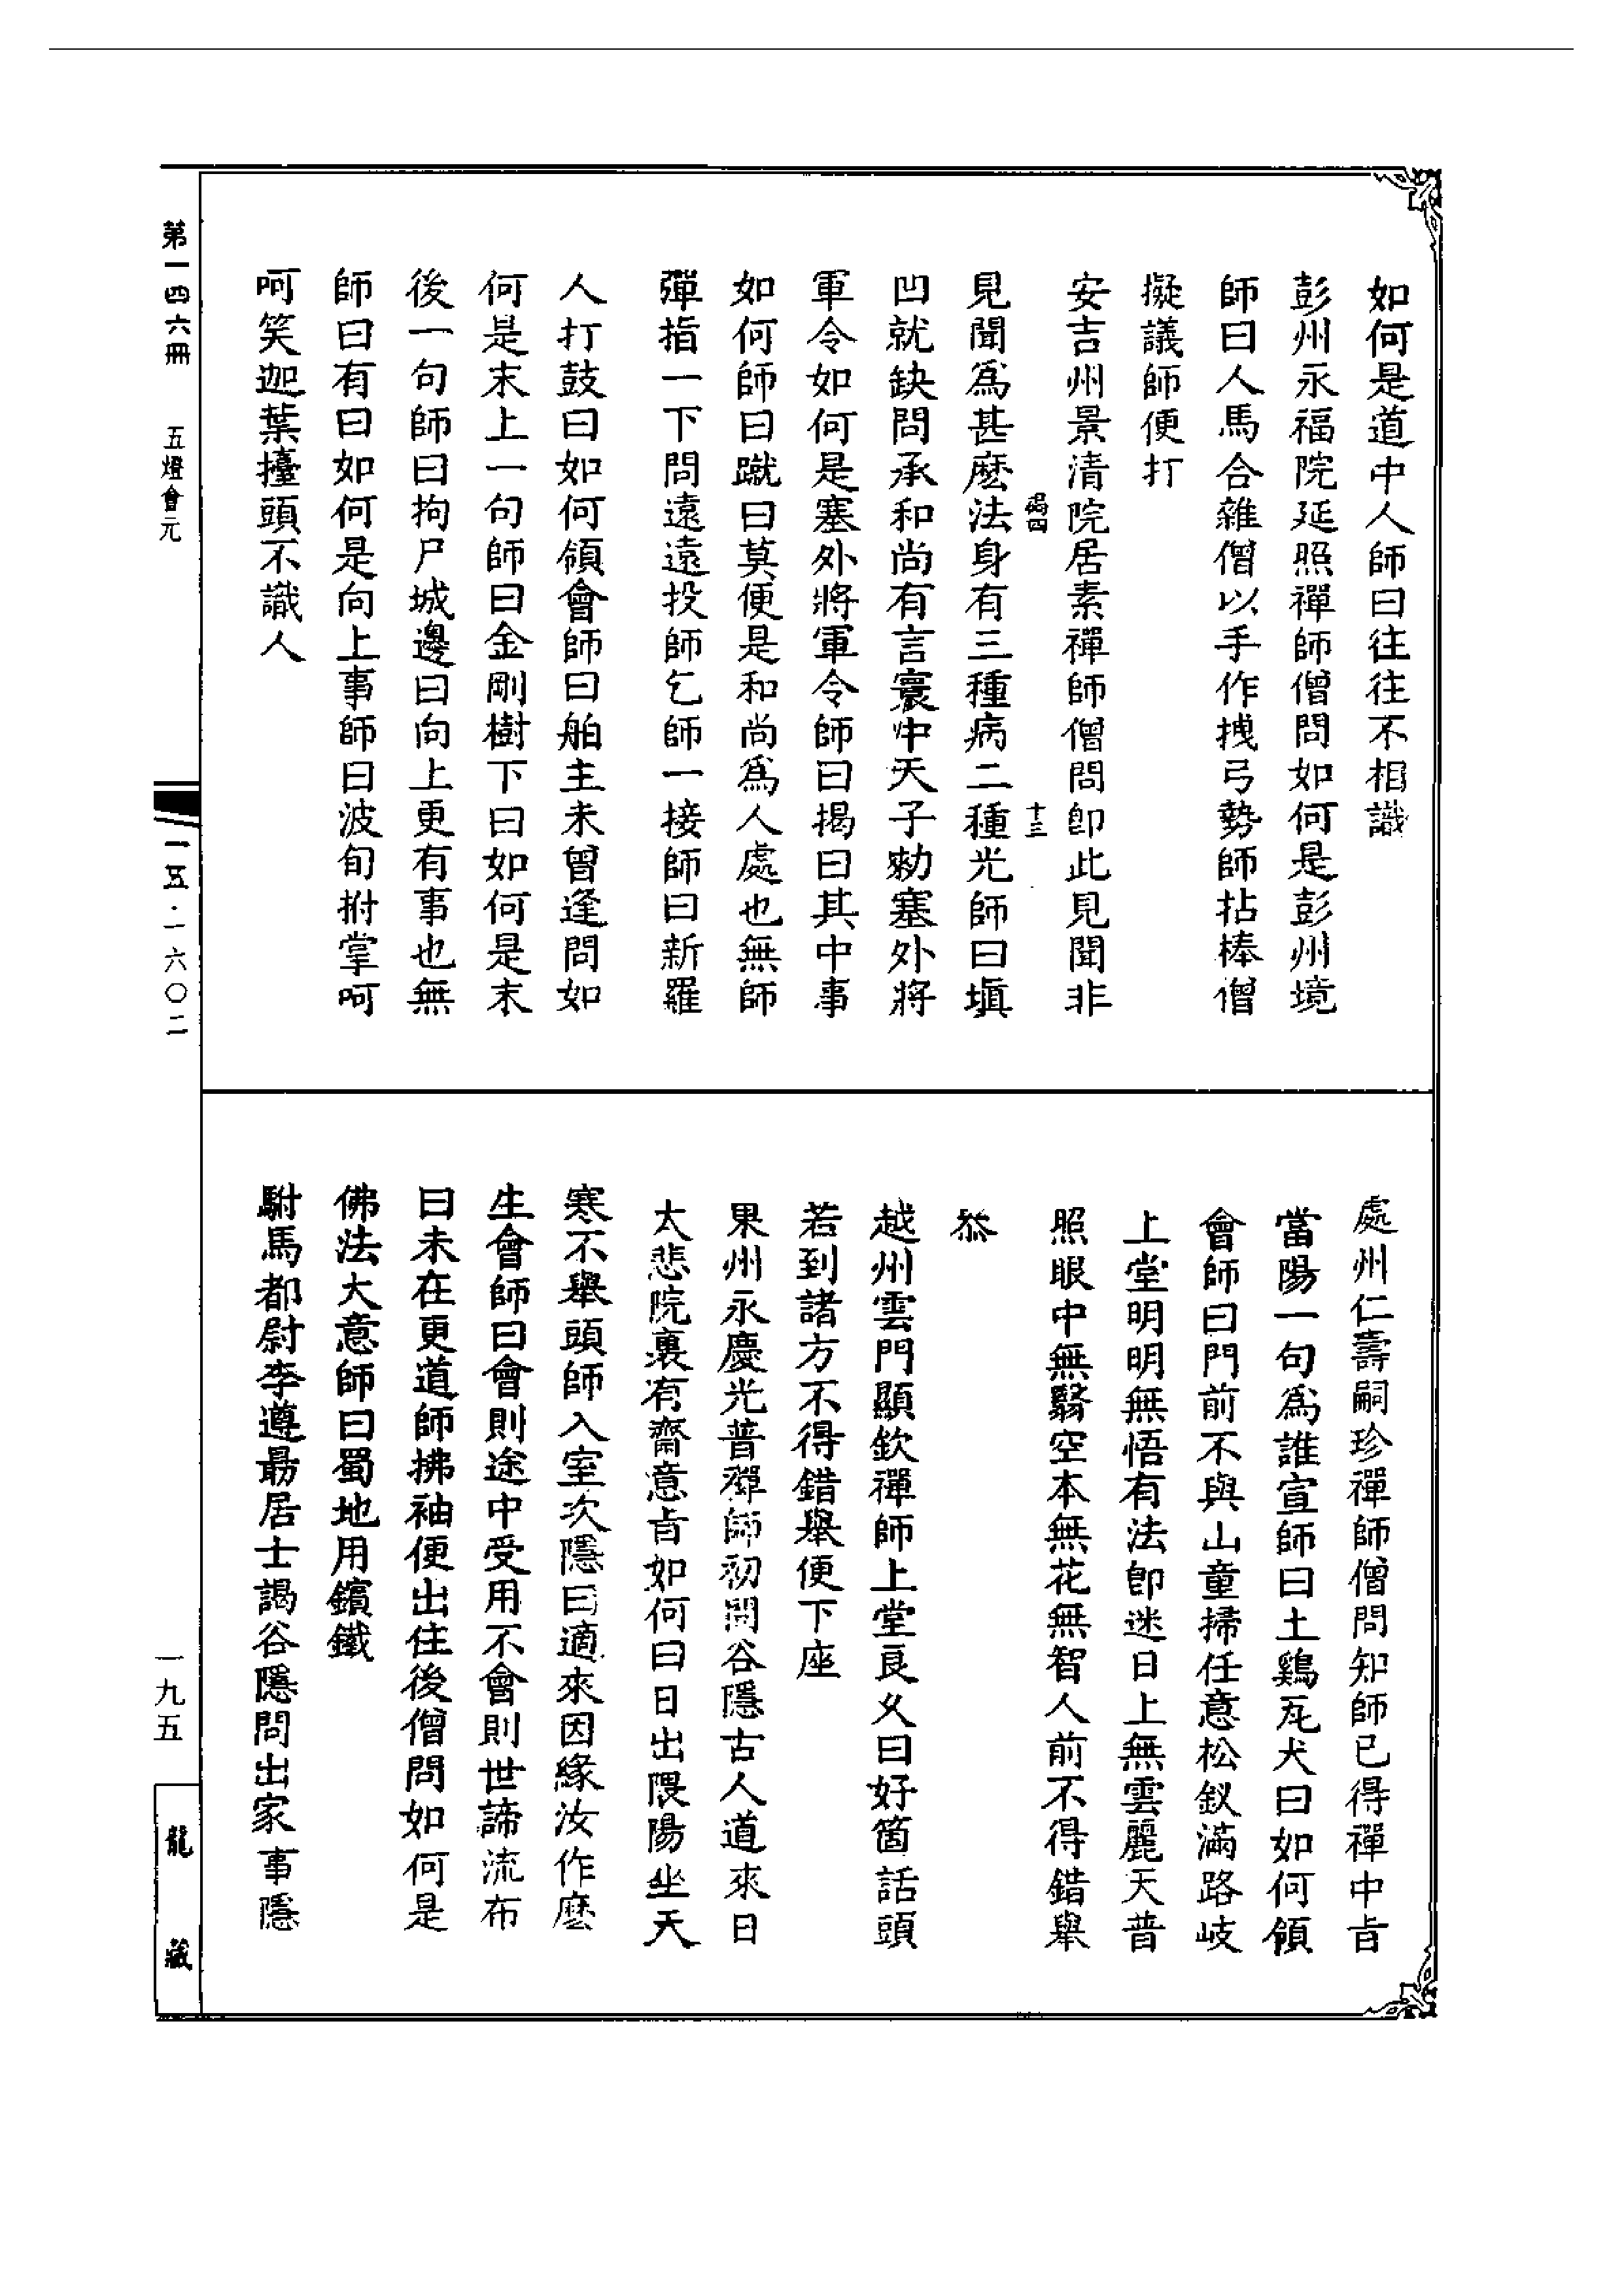 如何是道中人師曰往往不相識
彭州永福院延照禪師僧問如何是彭州境
師曰人馬合雜僧以手作拽弓勢師拈棒僧
擬議師便打
安吉州景清院居素禪師僧問卽此見聞非
十三
見聞爲甚麽法身有三種病二種光師曰塡
凹就缺問承和尚有言寰中天子勑塞外將
軍令如何是塞外將軍令師曰揭曰其中事
如何師曰蹴曰莫便是和尚爲人處也無師
彈指一下問遠遠投師乞師一接師曰新羅
人打鼓曰如何領會師曰舶主未曾逢問如
何是末上一句師曰金剛樹下曰如何是末
後一句師曰拘尸城邊曰向上更有事也無
師曰有曰如何是向上事師曰波旬拊掌呵
呵笑迦葉擡頭不識人
處州仁壽嗣珍禪師僧問知師已得禪中旨
當陽一句爲誰宣師曰土鷄瓦犬曰如何領
會師曰門前不與山童掃任意松釵滿路岐
上堂明明無悟有法卽迷日上無雲麗天普
照眼中無翳空本無花無智人前不得錯舉
叅
越州雲門顯欽禪師上堂良久曰好箇話頭
若到諸方不得錯舉便下座
果州永慶光普禪師初問谷隱古人道來日
大悲院裏有齋意旨如何曰日出隈陽坐天
寒不舉頭師入室次隱曰適來因緣汝作麽
生會師曰會則途中受用不會則世諦流布
曰未在更道師拂袖便出住後僧問如何是
佛法大意師曰蜀地用鑌鐵
駙馬都尉李遵勗居士謁谷隱問出家事隱
第一四六冊 五燈會元
一五·一六〇二
一九五
龍藏